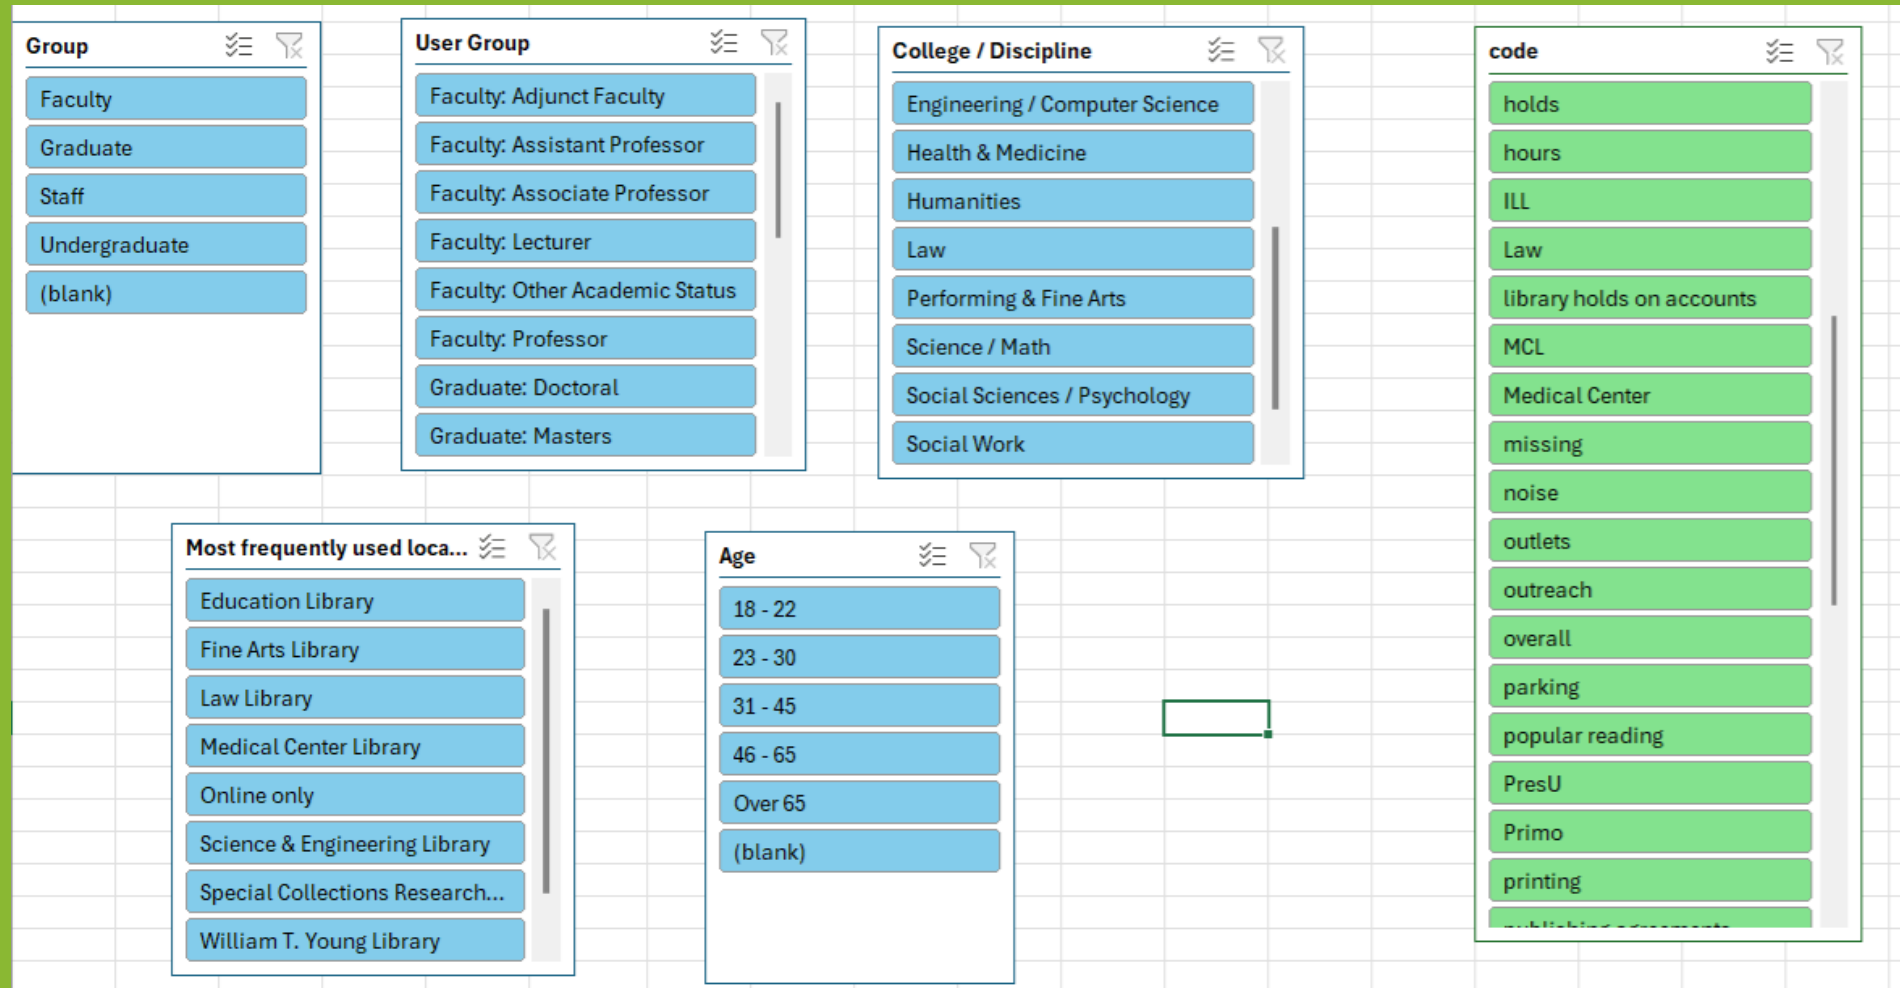 Group
Faculty
Graduate
Staff
Undergraduate
(blank)
User Group
Faculty: Adjunct Faculty
Faculty: Assistant Professor
Faculty: Associate Professor
Faculty: Lecturer
Faculty: Other Academic Status
Faculty: Professor
Graduate: Doctoral
Graduate: Masters
College / Discipline
Engineering / Computer Science
Health & Medicine
Humanities
Law
Performing & Fine Arts
Science / Math
Social Sciences / Psychology
Social Work
code
holds
hours
ILL
Law
library holds on accounts
MCL
Medical Center
missing
noise
outlets
outreach
overall
parking
popular reading
PresU
Primo
printing
publishing agreements
Most frequently used loca...
Education Library
Fine Arts Library
Law Library
Medical Center Library
Online only
Science & Engineering Library
Special Collections Research...
William T. Young Library
Age
18 - 22
23 - 30
31 - 45
46 - 65
Over 65
(blank)